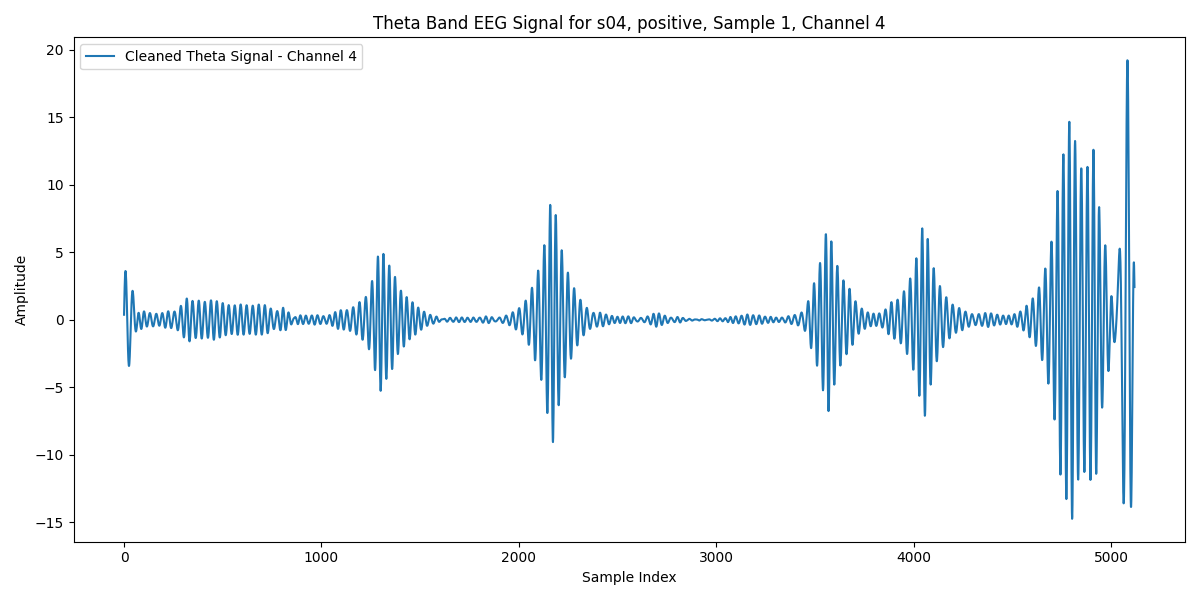 Theta Band EEG Signal for s04, positive, Sample 1, Channel 4
Cleaned Theta Signal - Channel 4
Amplitude
20
15
10
5
0
−5
−10
−15
0 1000 2000 3000 4000 5000
Sample Index